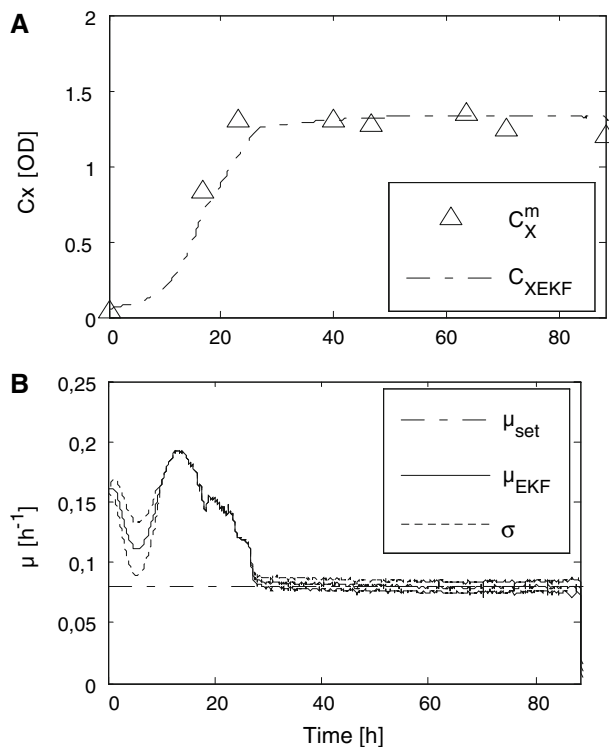 A
2
1.5
1
0.5
0
Cx [OD]
C_X^m
C_XEKF
0 20 40 60 80
B
0,25
0,2
0,15
0,1
0,05
0
μ [h⁻¹]
μ_set
μ_EKF
σ
0 20 40 60 80
Time [h]